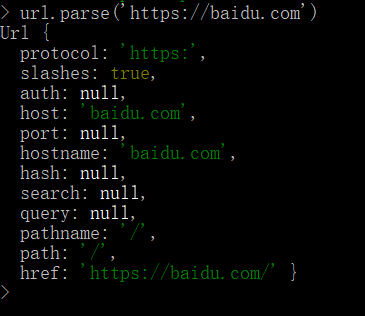 > url.parse('https://baidu.com')
Url {
  protocol: 'https:',
  slashes: true,
  auth: null,
  host: 'baidu.com',
  port: null,
  hostname: 'baidu.com',
  hash: null,
  search: null,
  query: null,
  pathname: '/',
  path: '/',
  href: 'https://baidu.com/' }
>